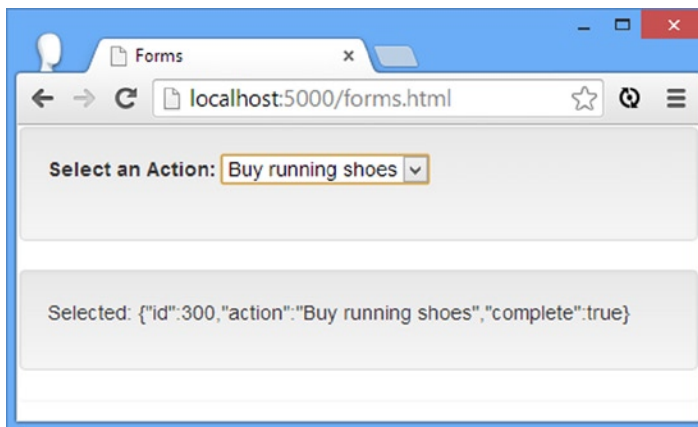 Forms
localhost:5000/forms.html
Select an Action: Buy running shoes
Selected: {"id":300,"action":"Buy running shoes","complete":true}